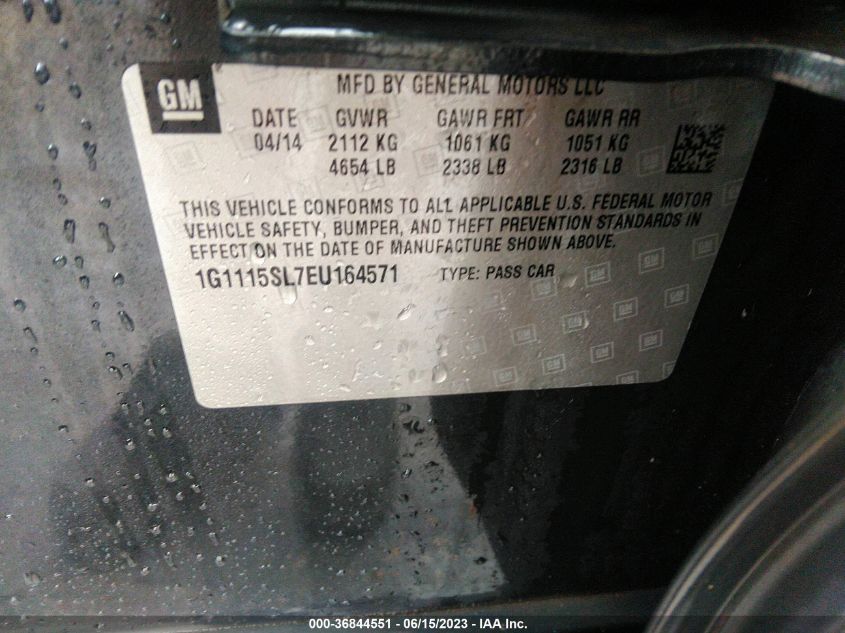 GM
MFD BY GENERAL MOTORS LLC
DATE GVWR GAWR FRT GAWR RR
04/14 2112 KG 1061 KG 1051 KG
4654 LB 2338 LB 2316 LB
THIS VEHICLE CONFORMS TO ALL APPLICABLE U.S. FEDERAL MOTOR
VEHICLE SAFETY, BUMPER, AND THEFT PREVENTION STANDARDS IN
EFFECT ON THE DATE OF MANUFACTURE SHOWN ABOVE.
1G1115SL7EU164571 TYPE: PASS CAR
000-36844551 - 06/15/2023 - IAA Inc.